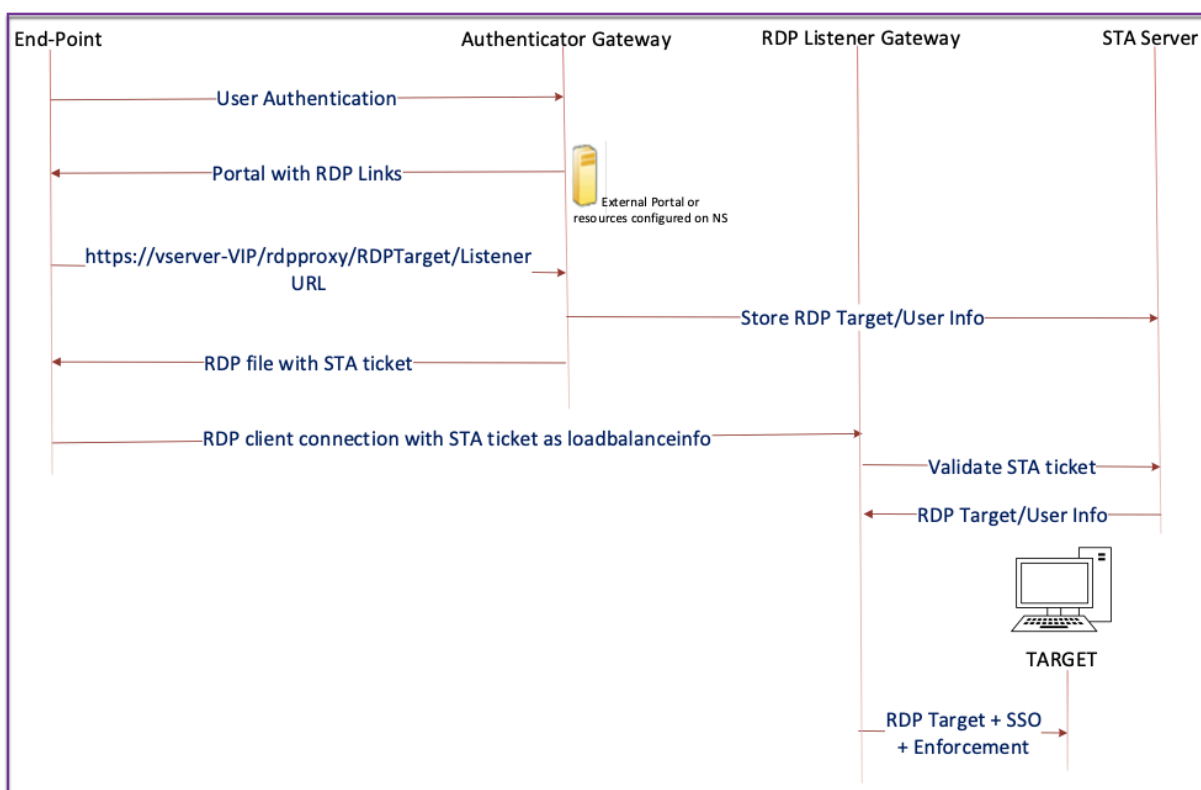 End-Point
Authenticator Gateway
RDP Listener Gateway
STA Server
User Authentication
Portal with RDP Links
External Portal or
resources configured on NS
https://vserver-VIP/rdpproxy/RDPTarget/Listener
URL
Store RDP Target/User Info
RDP file with STA ticket
RDP client connection with STA ticket as loadbalanceinfo
Validate STA ticket
RDP Target/User Info
TARGET
RDP Target + SSO
+ Enforcement